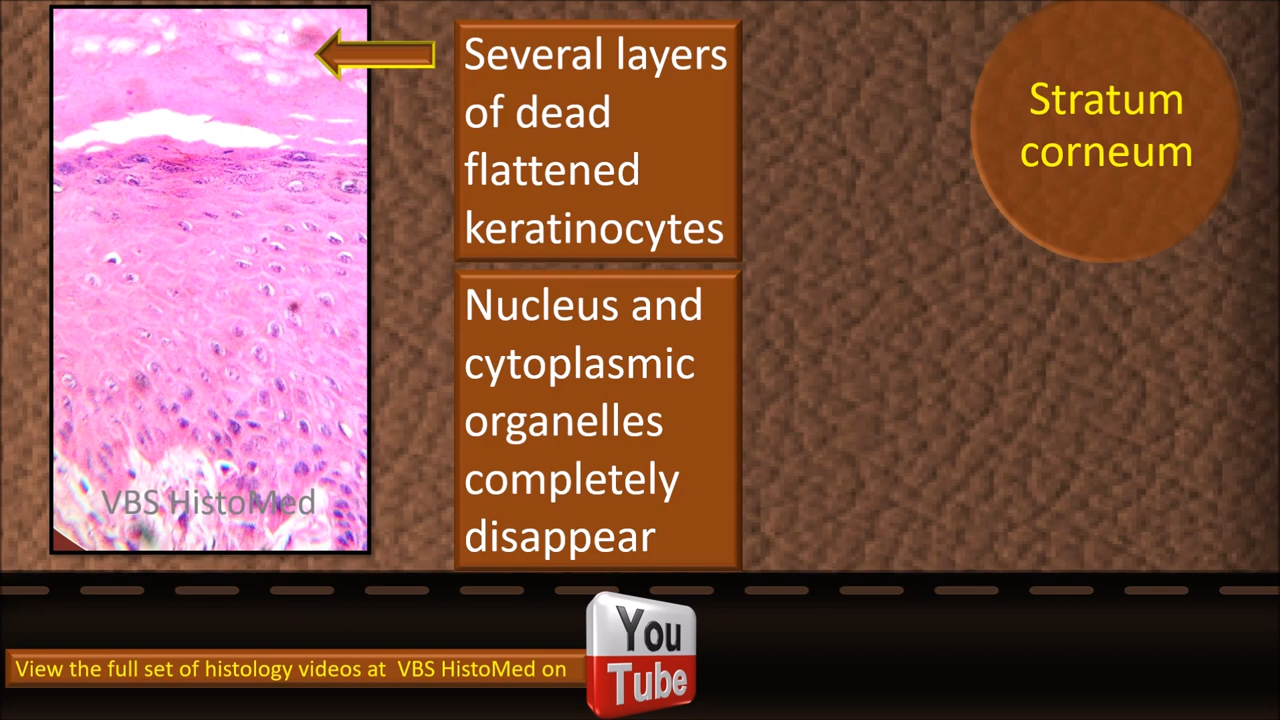 Several layers
of dead
flattened
keratinocytes
Stratum
corneum
Nucleus and
cytoplasmic
organelles
completely
disappear
VBS HistoMed
View the full set of histology videos at VBS HistoMed on
You
Tube